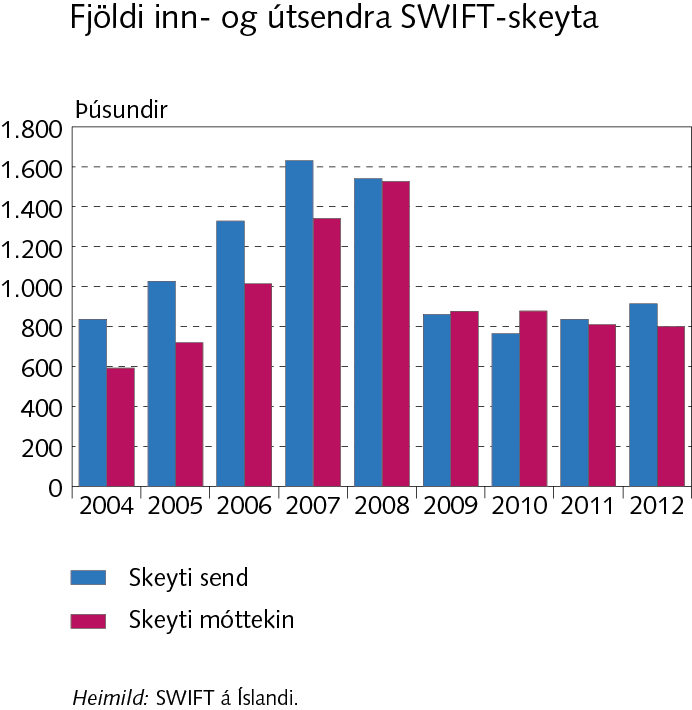 Fjöldi inn- og útsendra SWIFT-skeyta
Þúsundir
1.800
1.600
1.400
1.200
1.000
800
600
400
200
0
2004 2005 2006 2007 2008 2009 2010 2011 2012
Skeyti send
Skeyti móttekin
Heimild: SWIFT á Íslandi.